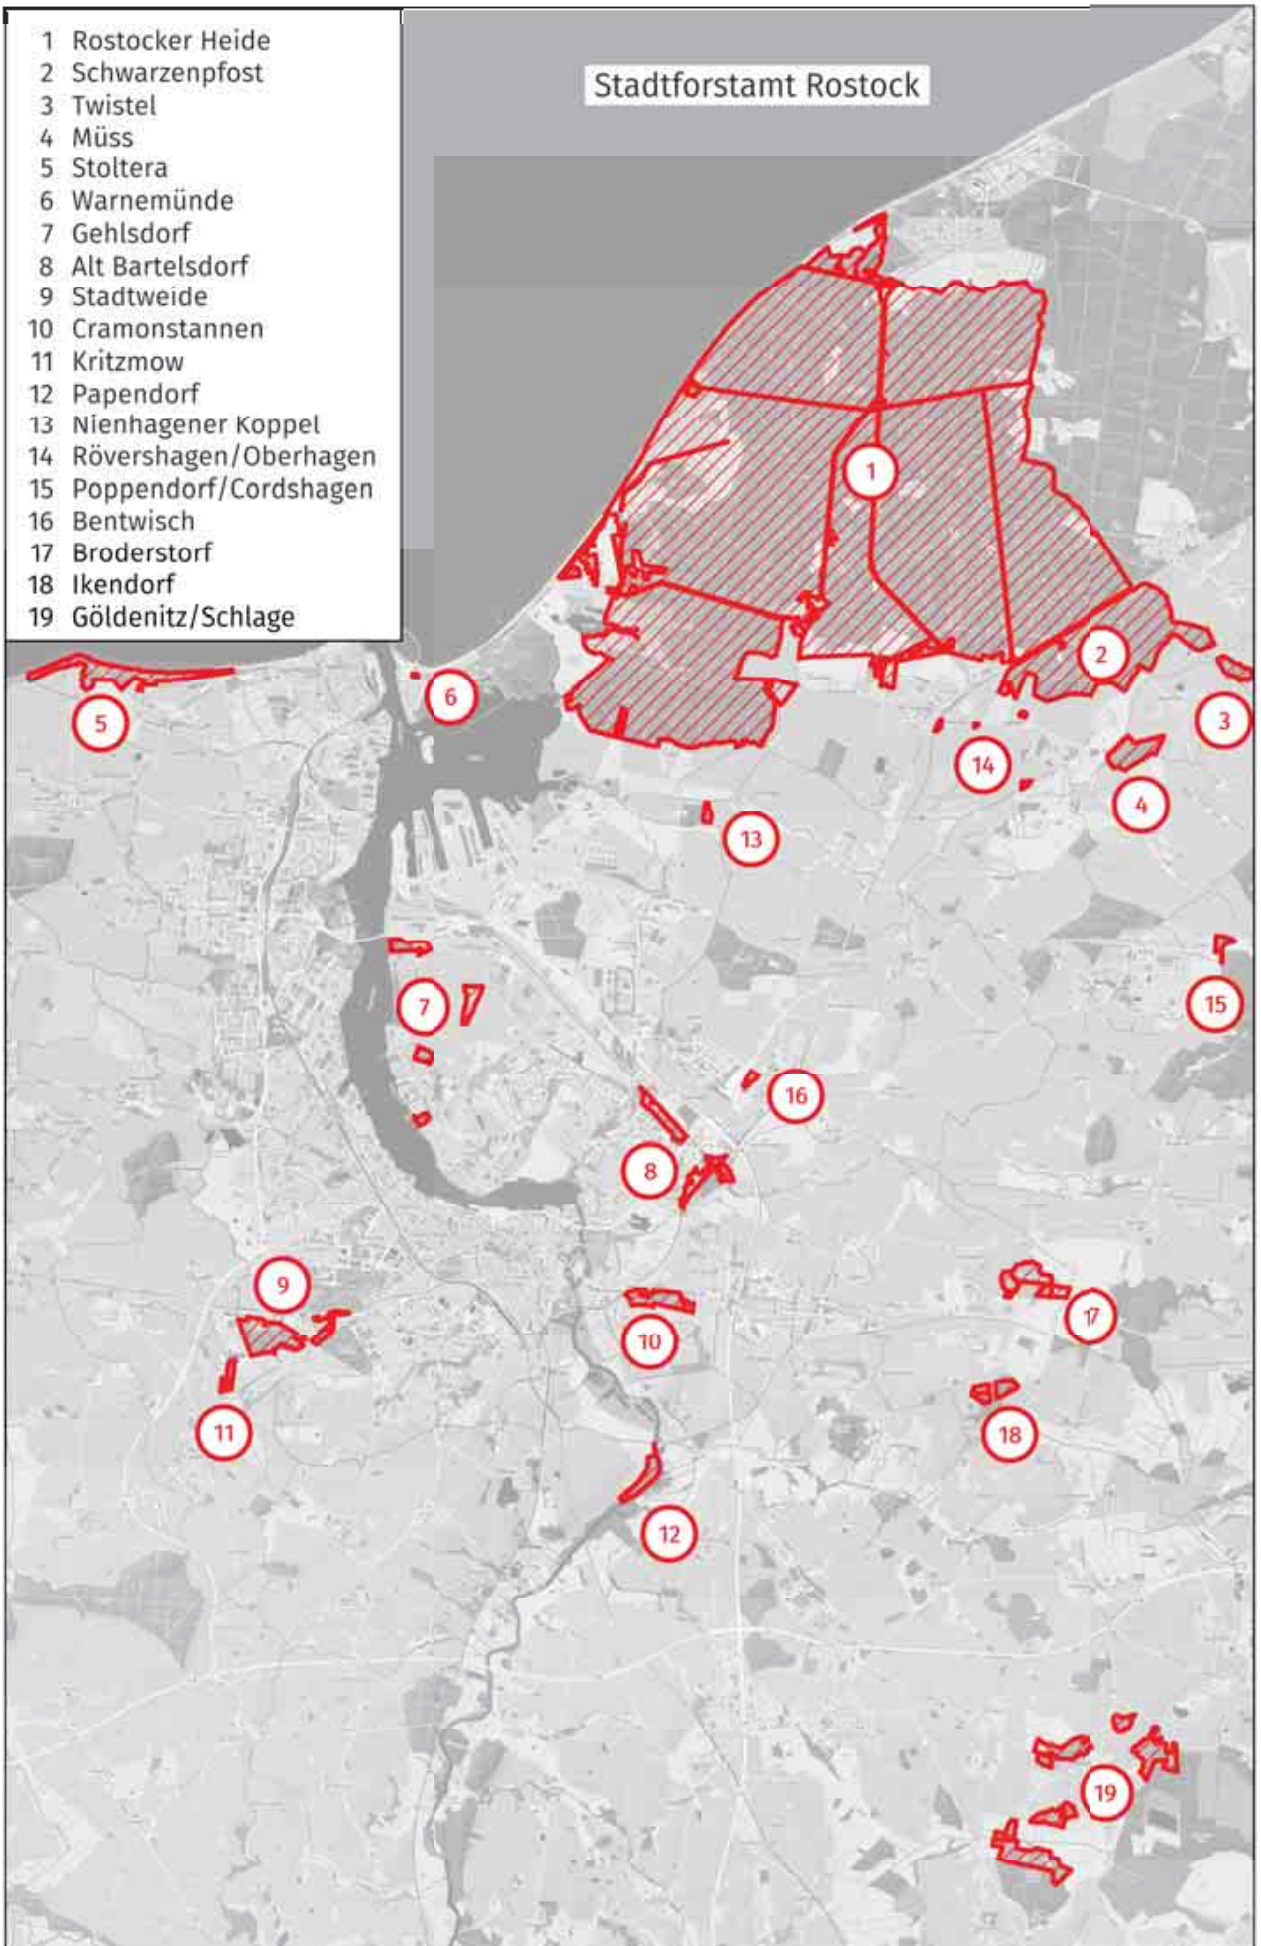 1 Rostocker Heide
2 Schwarzenpfost
3 Twistel
4 Müss
5 Stoltera
6 Warnemünde
7 Gehlsdorf
8 Alt Bartelsdorf
9 Stadtweide
10 Cramonstannen
11 Kritzmow
12 Papendorf
13 Nienhagener Koppel
14 Rövershagen/Oberhagen
15 Poppendorf/Cordshagen
16 Bentwisch
17 Broderstorf
18 Ikendorf
19 Göldenitz/Schlage
Stadtforstamt Rostock
1
2
6
5
3
14
4
13
7
15
16
8
9
17
10
11
18
12
19